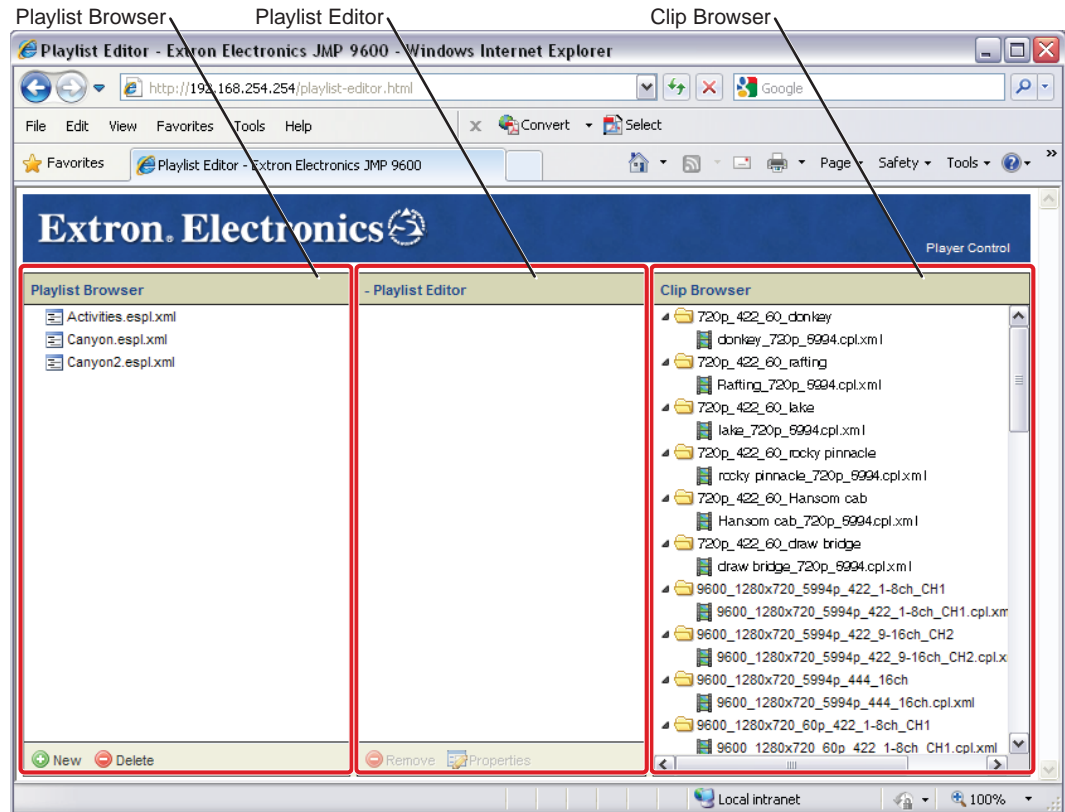 Playlist Browser Playlist Editor Clip Browser
Playlist Editor - Extron Electronics JMP 9600 - Windows Internet Explorer
http://192.168.254.254/playlist-editor.html Google
File Edit View Favorites Tools Help x Convert Select
Favorites Playlist Editor - Extron Electronics JMP 9600 Page Safety Tools »
Extron® Electronics
Player Control
Playlist Browser - Playlist Editor Clip Browser
Activities.espl.xml
Canyon.espl.xml
Canyon2.espl.xml
720p_422_60_donkey
donkey_720p_5994.cpl.xml
720p_422_60_rafting
Rafting_720p_5994.cpl.xml
720p_422_60_lake
lake_720p_5994.cpl.xml
720p_422_60_rocky pinnacle
rocky pinnacle_720p_5994.cpl.xml
720p_422_60_Hansom cab
Hansom cab_720p_5994.cpl.xml
720p_422_60_draw bridge
draw bridge_720p_5994.cpl.xml
9600_1280x720_5994p_422_1-8ch_CH1
9600_1280x720_5994p_422_1-8ch_CH1.cpl.xm
9600_1280x720_5994p_422_9-16ch_CH2
9600_1280x720_5994p_422_9-16ch_CH2.cpl.x
9600_1280x720_5994p_444_16ch
9600_1280x720_5994p_444_16ch.cpl.xml
9600_1280x720_60p_422_1-8ch_CH1
9600_1280x720_60p_422_1-8ch_CH1.cpl.xml
New Delete Remove Properties
Local intranet 100%